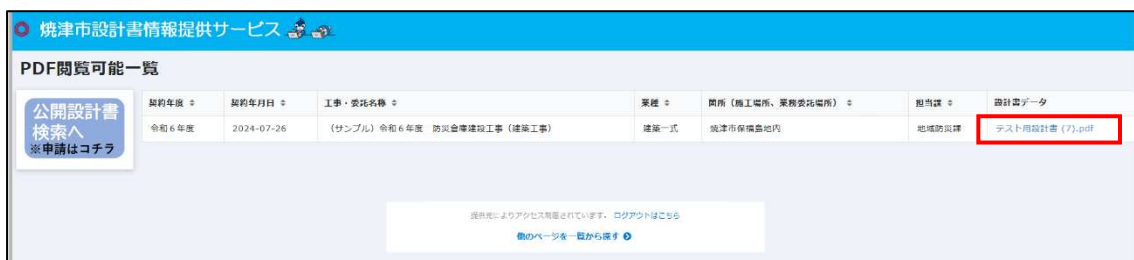 焼津市設計書情報提供サービス
PDF閲覧可能一覧
公開設計書
検索へ
※申請はコチラ
契約年度 契約年月日 工事・委託名称 業種 箇所（施工場所、業務委託場所） 担当課 設計書データ
令和6年度 2024-07-26 （サンプル）令和6年度 防災倉庫建設工事（建築工事） 建築一式 焼津市保福島地内 地域防災課 テスト用設計書 (7).pdf
提供元によりアクセス制限されています。 ログアウトはこちら
他のページを一覧から探す